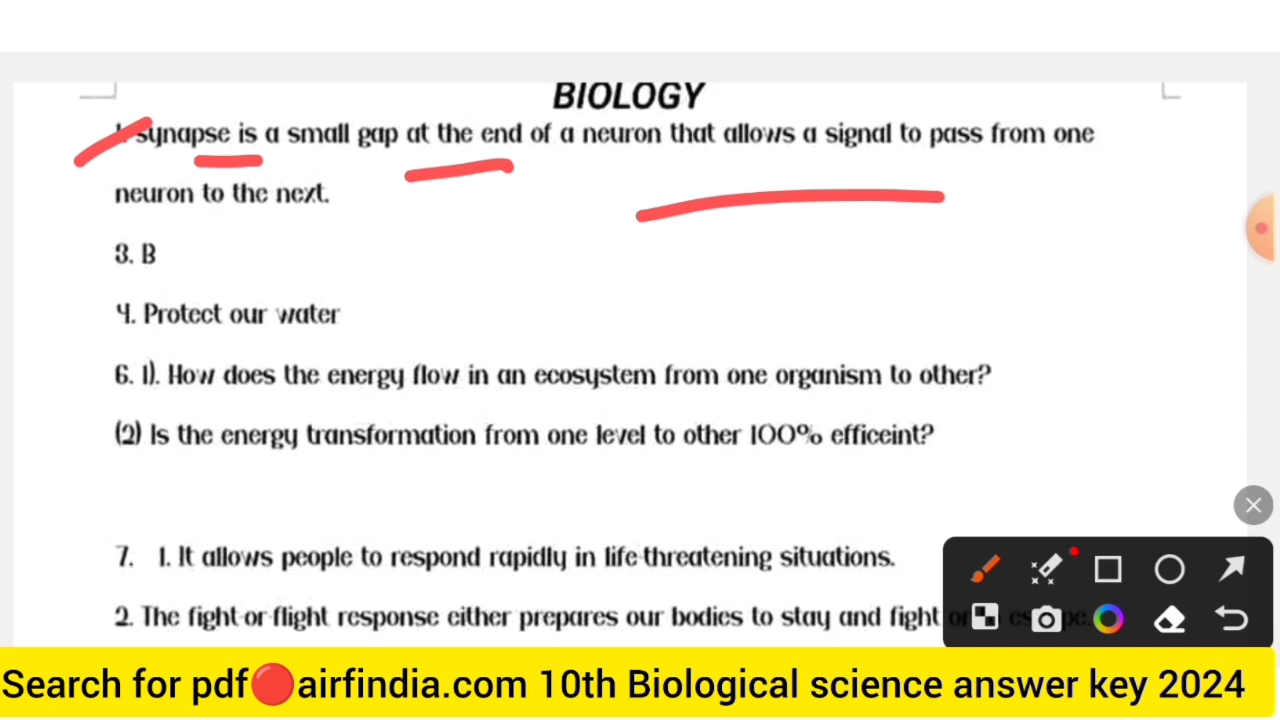 BIOLOGY
synapse is a small gap at the end of a neuron that allows a signal to pass from one
neuron to the next.
3. B
4. Protect our water
6. 1). How does the energy flow in an ecosystem from one organism to other?
(2) Is the energy transformation from one level to other 100% efficeint?
7. 1. It allows people to respond rapidly in life-threatening situations.
2. The fight-or-flight response either prepares our bodies to stay and fight
Search for pdf🔴airfindia.com 10th Biological science answer key 2024